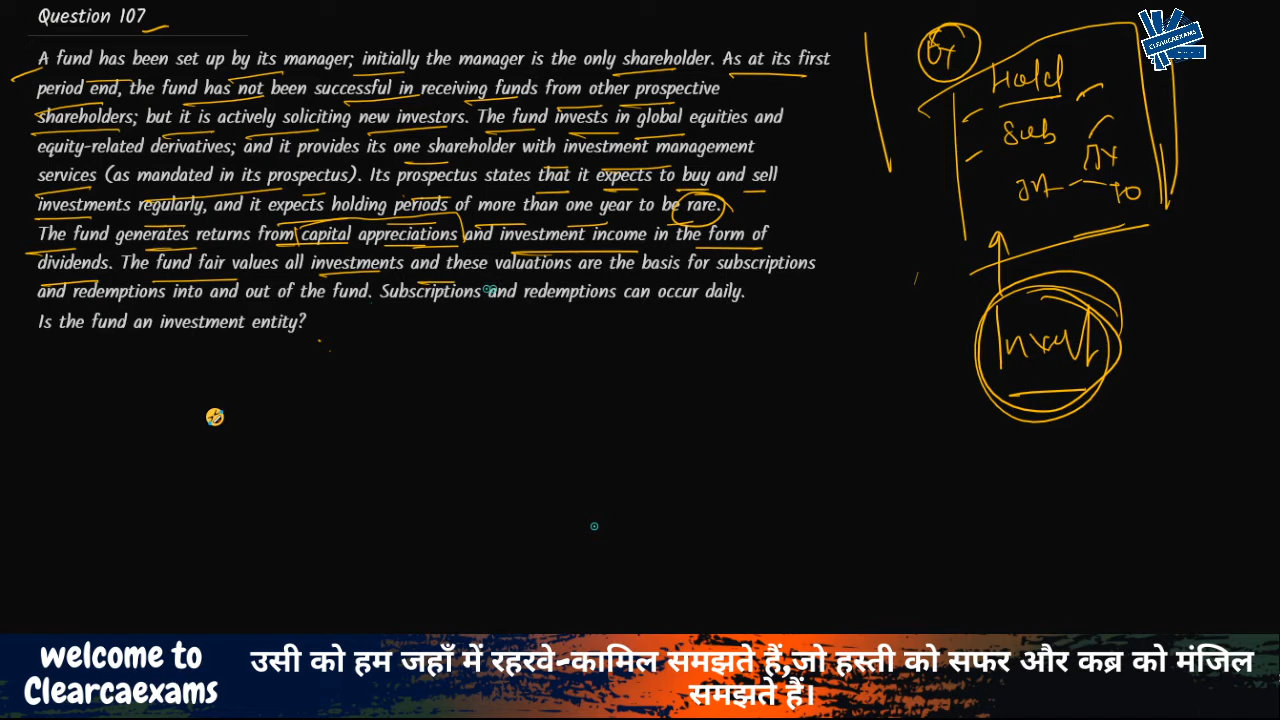 Question 107
A fund has been set up by its manager; initially the manager is the only shareholder. As at its first
period end, the fund has not been successful in receiving funds from other prospective
shareholders; but it is actively soliciting new investors. The fund invests in global equities and
equity-related derivatives; and it provides its one shareholder with investment management
services (as mandated in its prospectus). Its prospectus states that it expects to buy and sell
investments regularly, and it expects holding periods of more than one year to be rare.
The fund generates returns from capital appreciations and investment income in the form of
dividends. The fund fair values all investments and these valuations are the basis for subscriptions
and redemptions into and out of the fund. Subscriptions and redemptions can occur daily.
Is the fund an investment entity?
Hold
Sub
CLEARCAEXAMS
welcome to
Clearcaexams
उसी को हम जहाँ में रहरवे-कामिल समझते हैं,जो हस्ती को सफर और कब्र को मंजिल
समझते हैं।